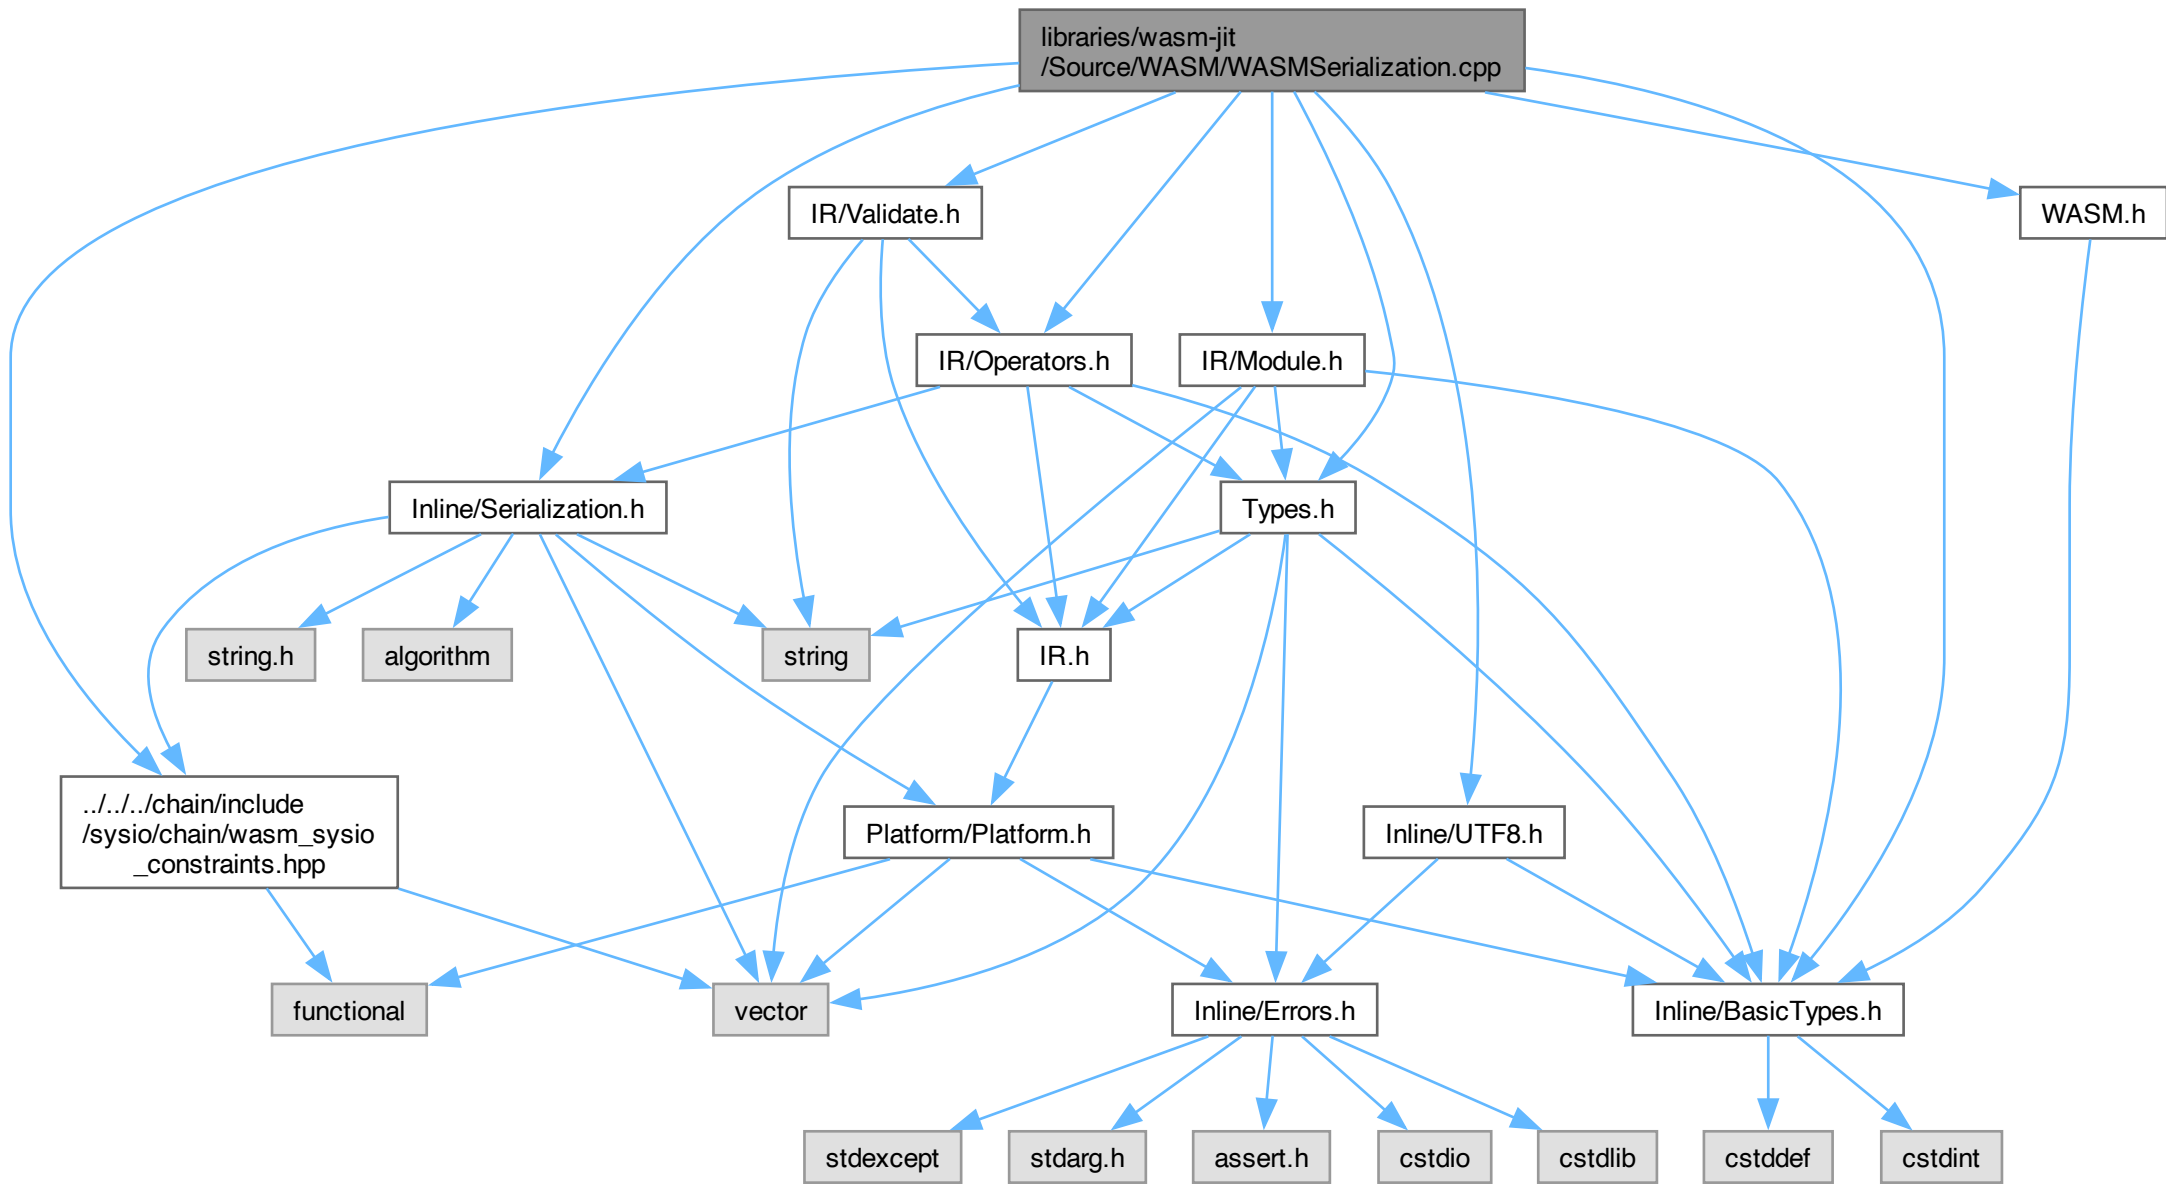 libraries/wasm-jit
/Source/WASM/WASMSerialization.cpp
IR/Validate.h
WASM.h
IR/Operators.h
IR/Module.h
Inline/Serialization.h
Types.h
string.h
algorithm
string
IR.h
../../../chain/include
/sysio/chain/wasm_sysio
_constraints.hpp
Platform/Platform.h
Inline/UTF8.h
functional
vector
Inline/Errors.h
Inline/BasicTypes.h
stdexcept
stdarg.h
assert.h
cstdio
cstdlib
cstddef
cstdint